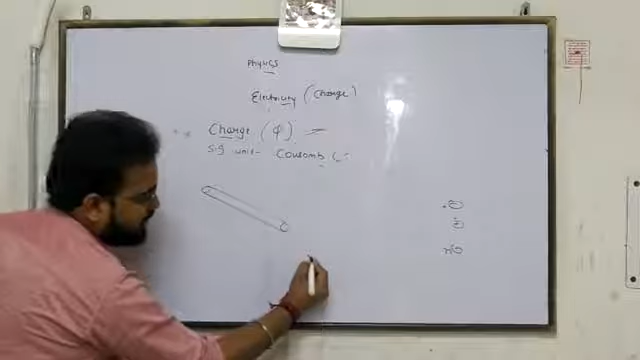 Physics
Electricity (Charge)
Charge (φ) -
S.g unit- Coulomb C